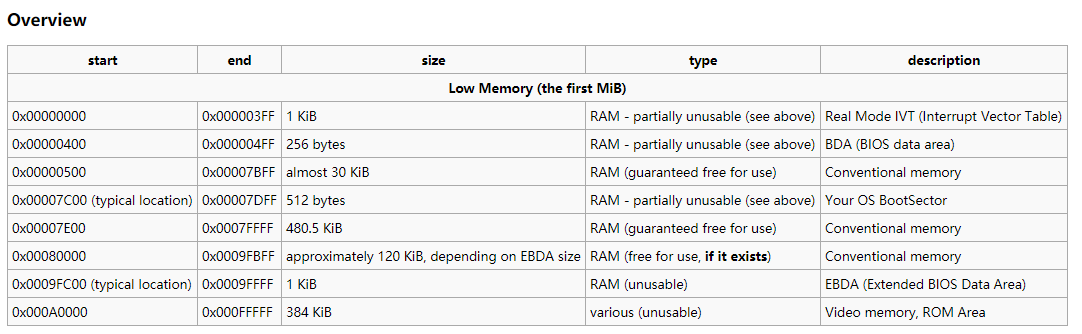 Overview
start end size type description
Low Memory (the first MiB)
0x00000000 0x000003FF 1 KiB RAM - partially unusable (see above) Real Mode IVT (Interrupt Vector Table)
0x00000400 0x000004FF 256 bytes RAM - partially unusable (see above) BDA (BIOS data area)
0x00000500 0x00007BFF almost 30 KiB RAM (guaranteed free for use) Conventional memory
0x00007C00 (typical location) 0x00007DFF 512 bytes RAM - partially unusable (see above) Your OS BootSector
0x00007E00 0x0007FFFF 480.5 KiB RAM (guaranteed free for use) Conventional memory
0x00080000 0x0009FBFF approximately 120 KiB, depending on EBDA size RAM (free for use, if it exists) Conventional memory
0x0009FC00 (typical location) 0x0009FFFF 1 KiB RAM (unusable) EBDA (Extended BIOS Data Area)
0x000A0000 0x000FFFFF 384 KiB various (unusable) Video memory, ROM Area